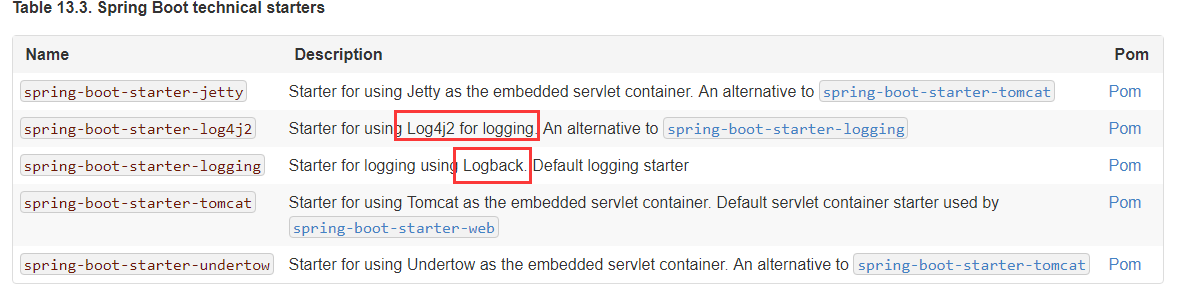 Table 13.3. Spring Boot technical starters
Name Description Pom
spring-boot-starter-jetty Starter for using Jetty as the embedded servlet container. An alternative to spring-boot-starter-tomcat Pom
spring-boot-starter-log4j2 Starter for using Log4j2 for logging. An alternative to spring-boot-starter-logging Pom
spring-boot-starter-logging Starter for logging using Logback. Default logging starter Pom
spring-boot-starter-tomcat Starter for using Tomcat as the embedded servlet container. Default servlet container starter used by Pom
spring-boot-starter-web
spring-boot-starter-undertow Starter for using Undertow as the embedded servlet container. An alternative to spring-boot-starter-tomcat Pom